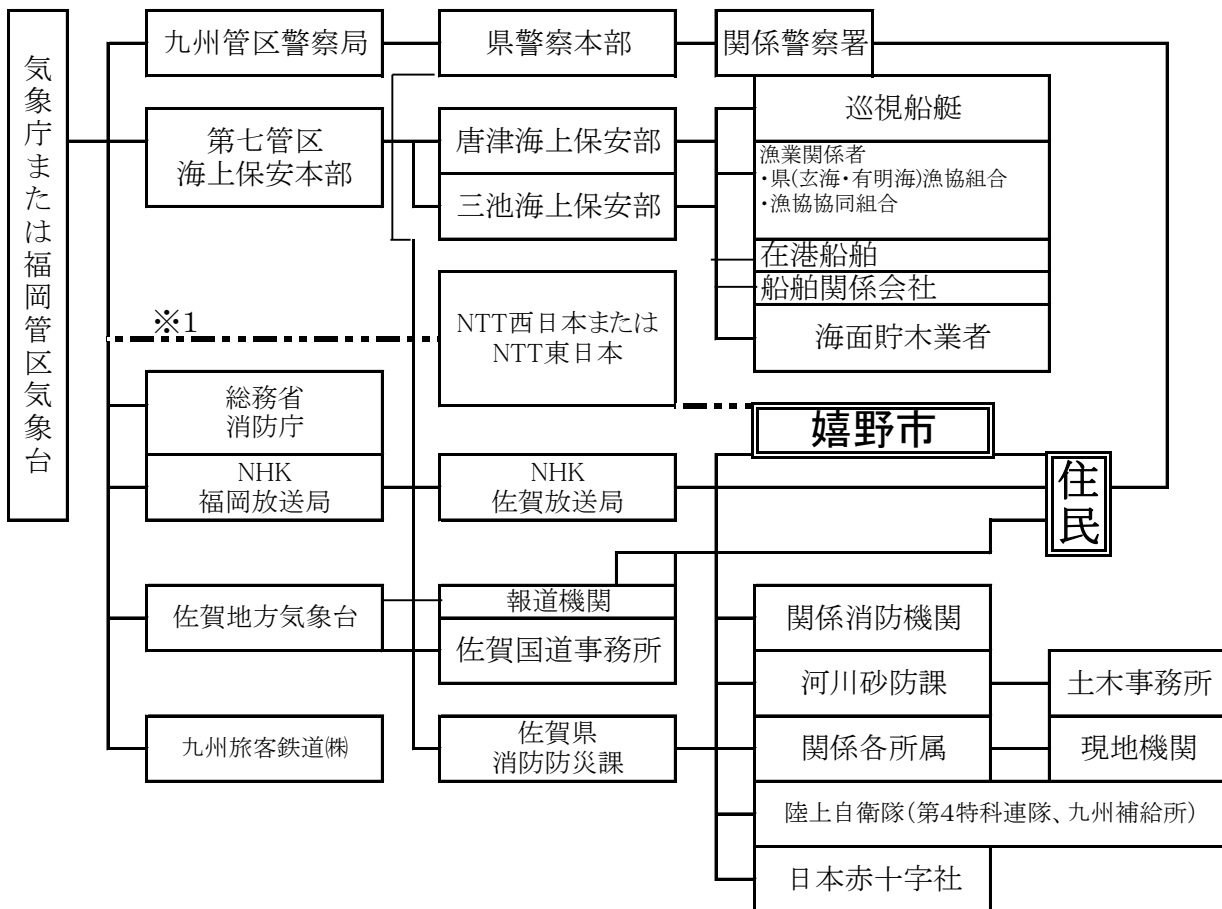 気象庁または福岡管区気象台
九州管区警察局
県警察本部
関係警察署
第七管区
海上保安本部
唐津海上保安部
三池海上保安部
巡視船艇
漁業関係者
・県(玄海・有明海)漁協組合
・漁協協同組合
在港船舶
船舶関係会社
海面貯木業者
※1
NTT西日本または
NTT東日本
総務省
消防庁
嬉野市
NHK
福岡放送局
NHK
佐賀放送局
住民
佐賀地方気象台
報道機関
佐賀国道事務所
関係消防機関
河川砂防課
土木事務所
九州旅客鉄道㈱
佐賀県
消防防災課
関係各所属
現地機関
陸上自衛隊(第4特科連隊、九州補給所)
日本赤十字社